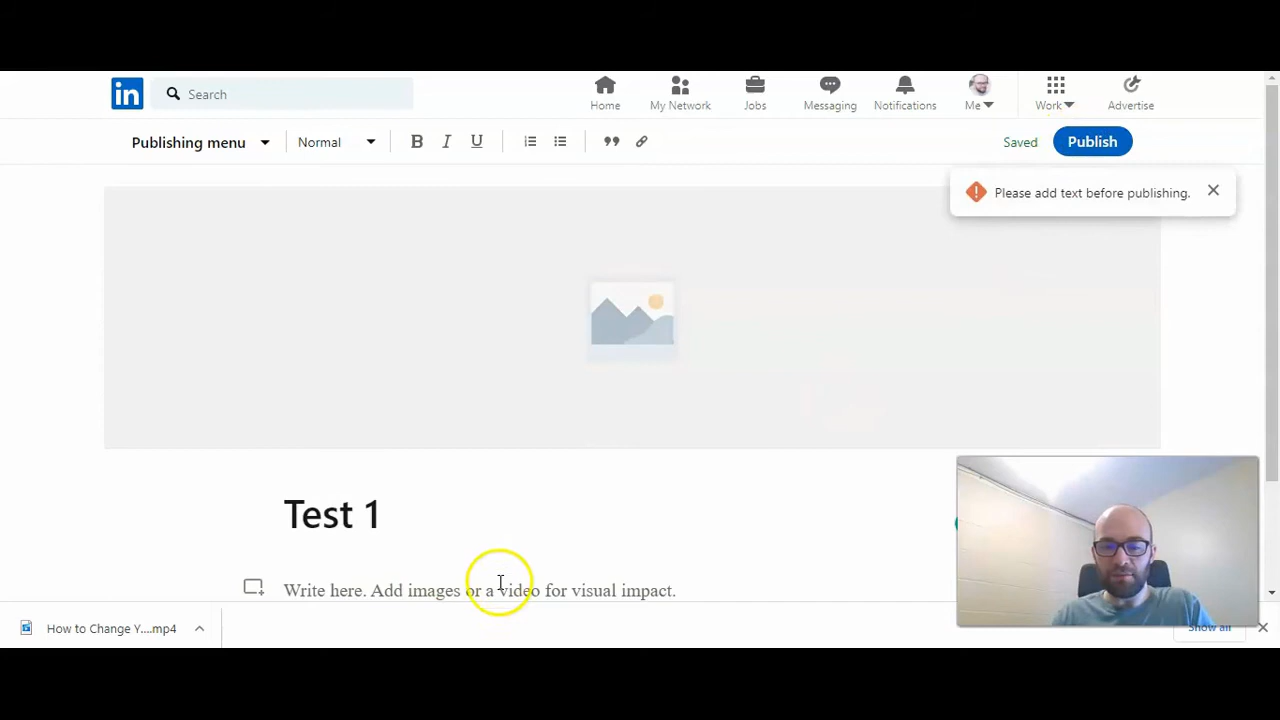 in
Search
Home
My Network
Jobs
Messaging
Notifications
Me
Work
Advertise
Publishing menu
Normal
B I U
Saved
Publish
Please add text before publishing.
Test 1
Write here. Add images or a video for visual impact.
How to Change Y....mp4
Show all